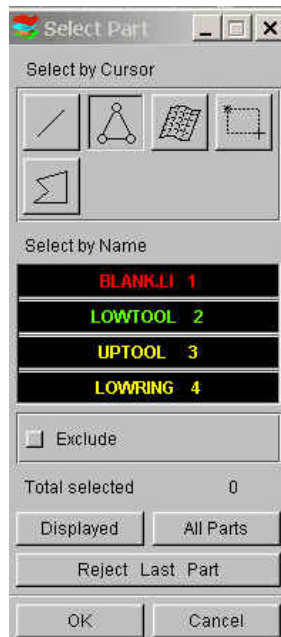 Select Part
Select by Cursor
Select by Name
BLANK.LI 1
LOWTOOL 2
UPTOOL 3
LOWRING 4
Exclude
Total selected 0
Displayed All Parts
Reject Last Part
OK Cancel